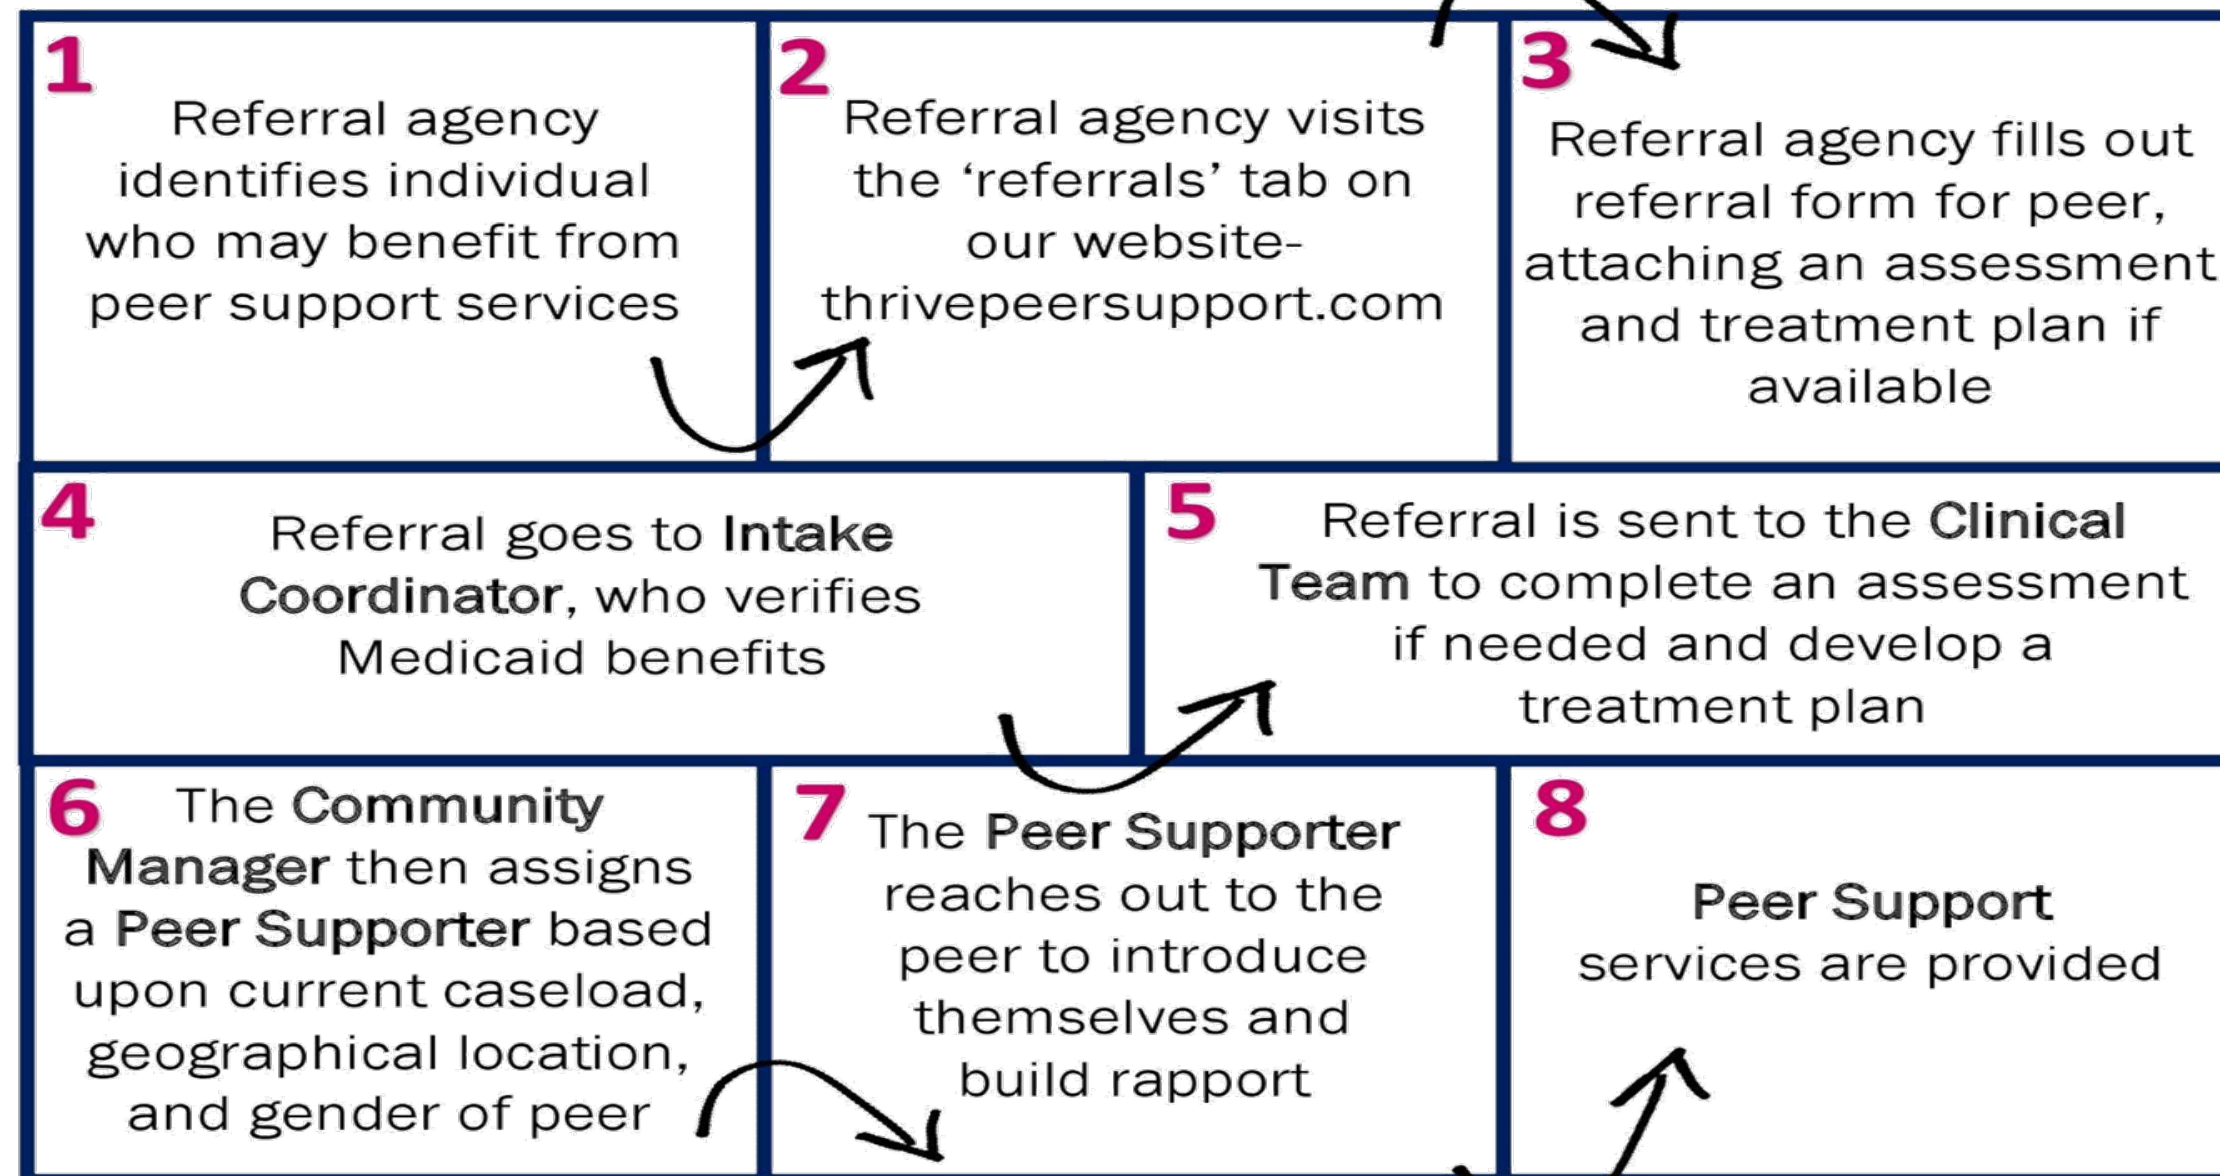 1
Referral agency
identifies individual
who may benefit from
peer support services
2
Referral agency visits
the ‘referrals’ tab on
our website-
thrivepeersupport.com
3
Referral agency fills out
referral form for peer,
attaching an assessment
and treatment plan if
available
4
Referral goes to Intake
Coordinator, who verifies
Medicaid benefits
5
Referral is sent to the Clinical
Team to complete an assessment
if needed and develop a
treatment plan
6
The Community
Manager then assigns
a Peer Supporter based
upon current caseload,
geographical location,
and gender of peer
7
The Peer Supporter
reaches out to the
peer to introduce
themselves and
build rapport
8
Peer Support
services are provided